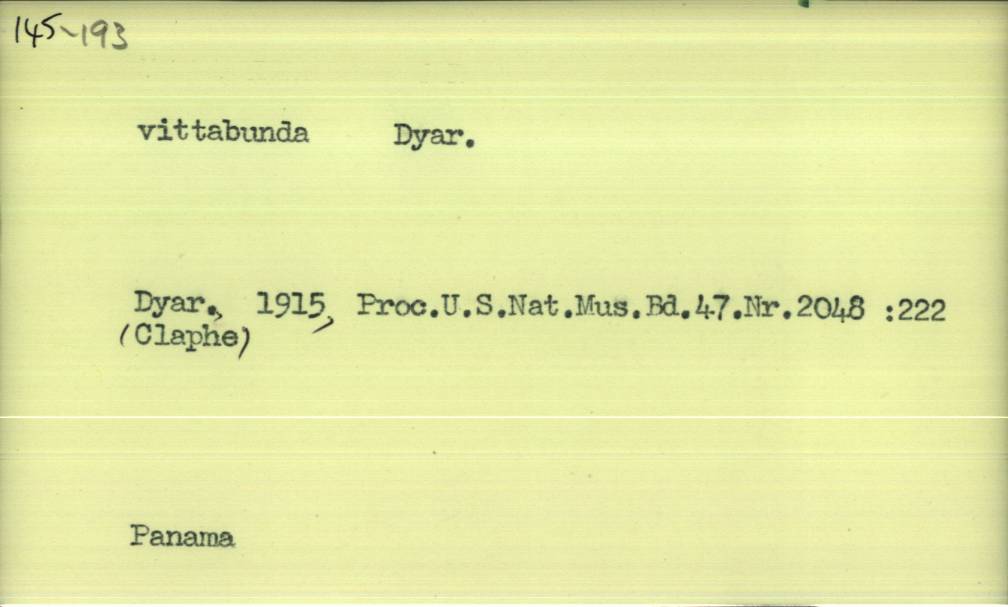 145-193
vittabunda Dyar.
Dyar., 1915, Proc.U.S.Nat.Mus.Bd.47.Nr.2048 :222
(Claphe)
Panama